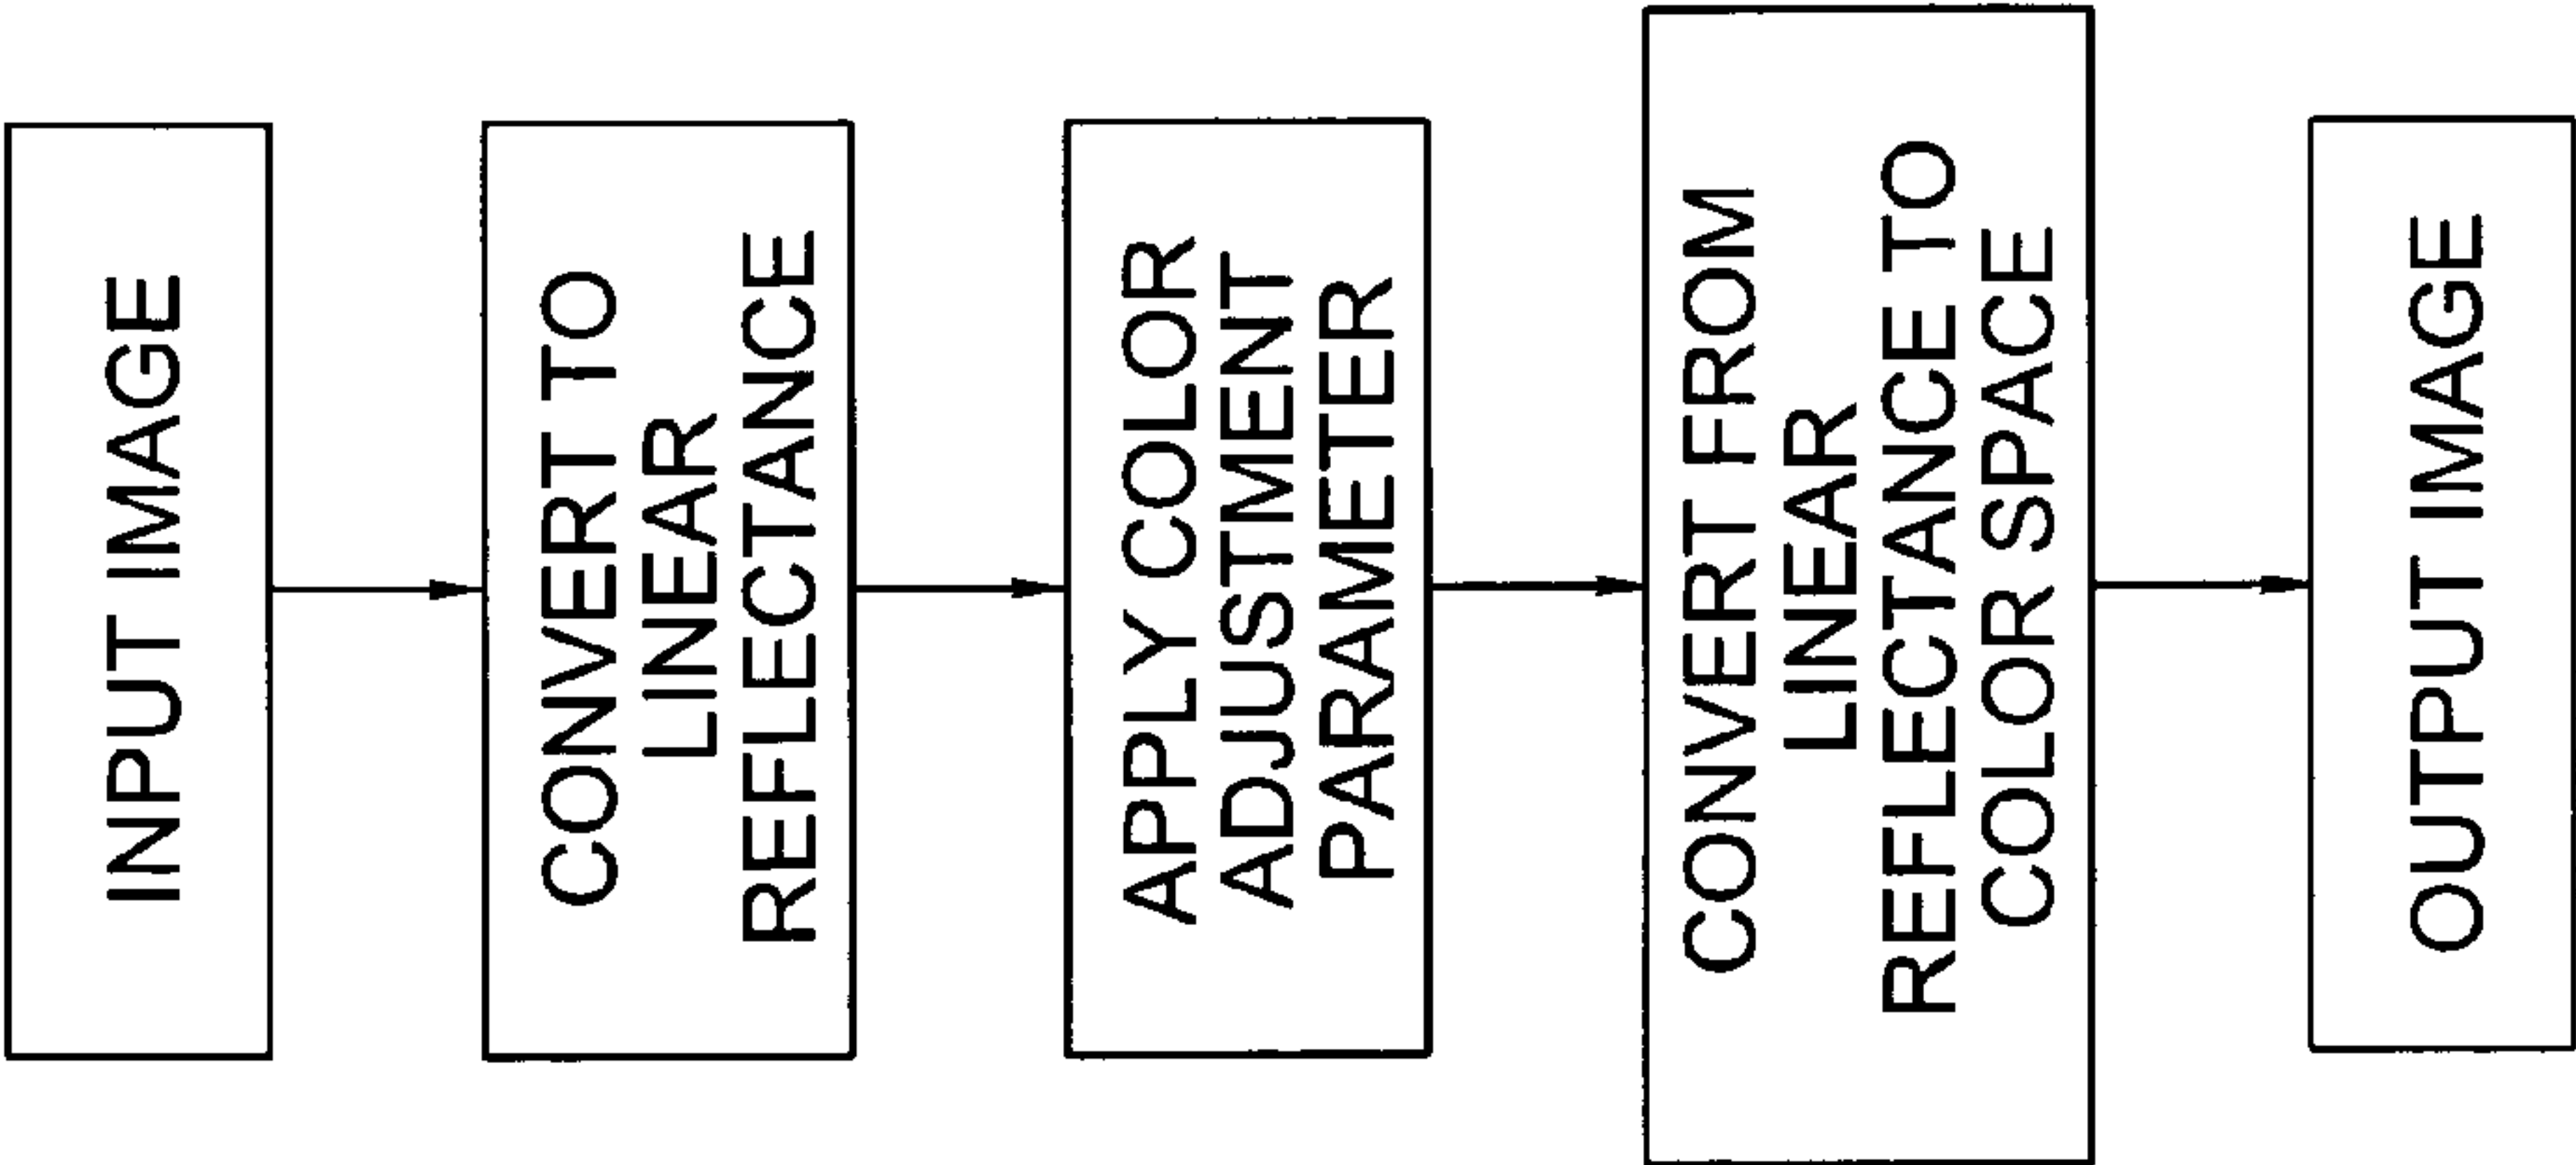 INPUT IMAGE
CONVERT TO
LINEAR
REFLECTANCE
APPLY COLOR
ADJUSTMENT
PARAMETER
CONVERT FROM
LINEAR
REFLECTANCE TO
COLOR SPACE
OUTPUT IMAGE